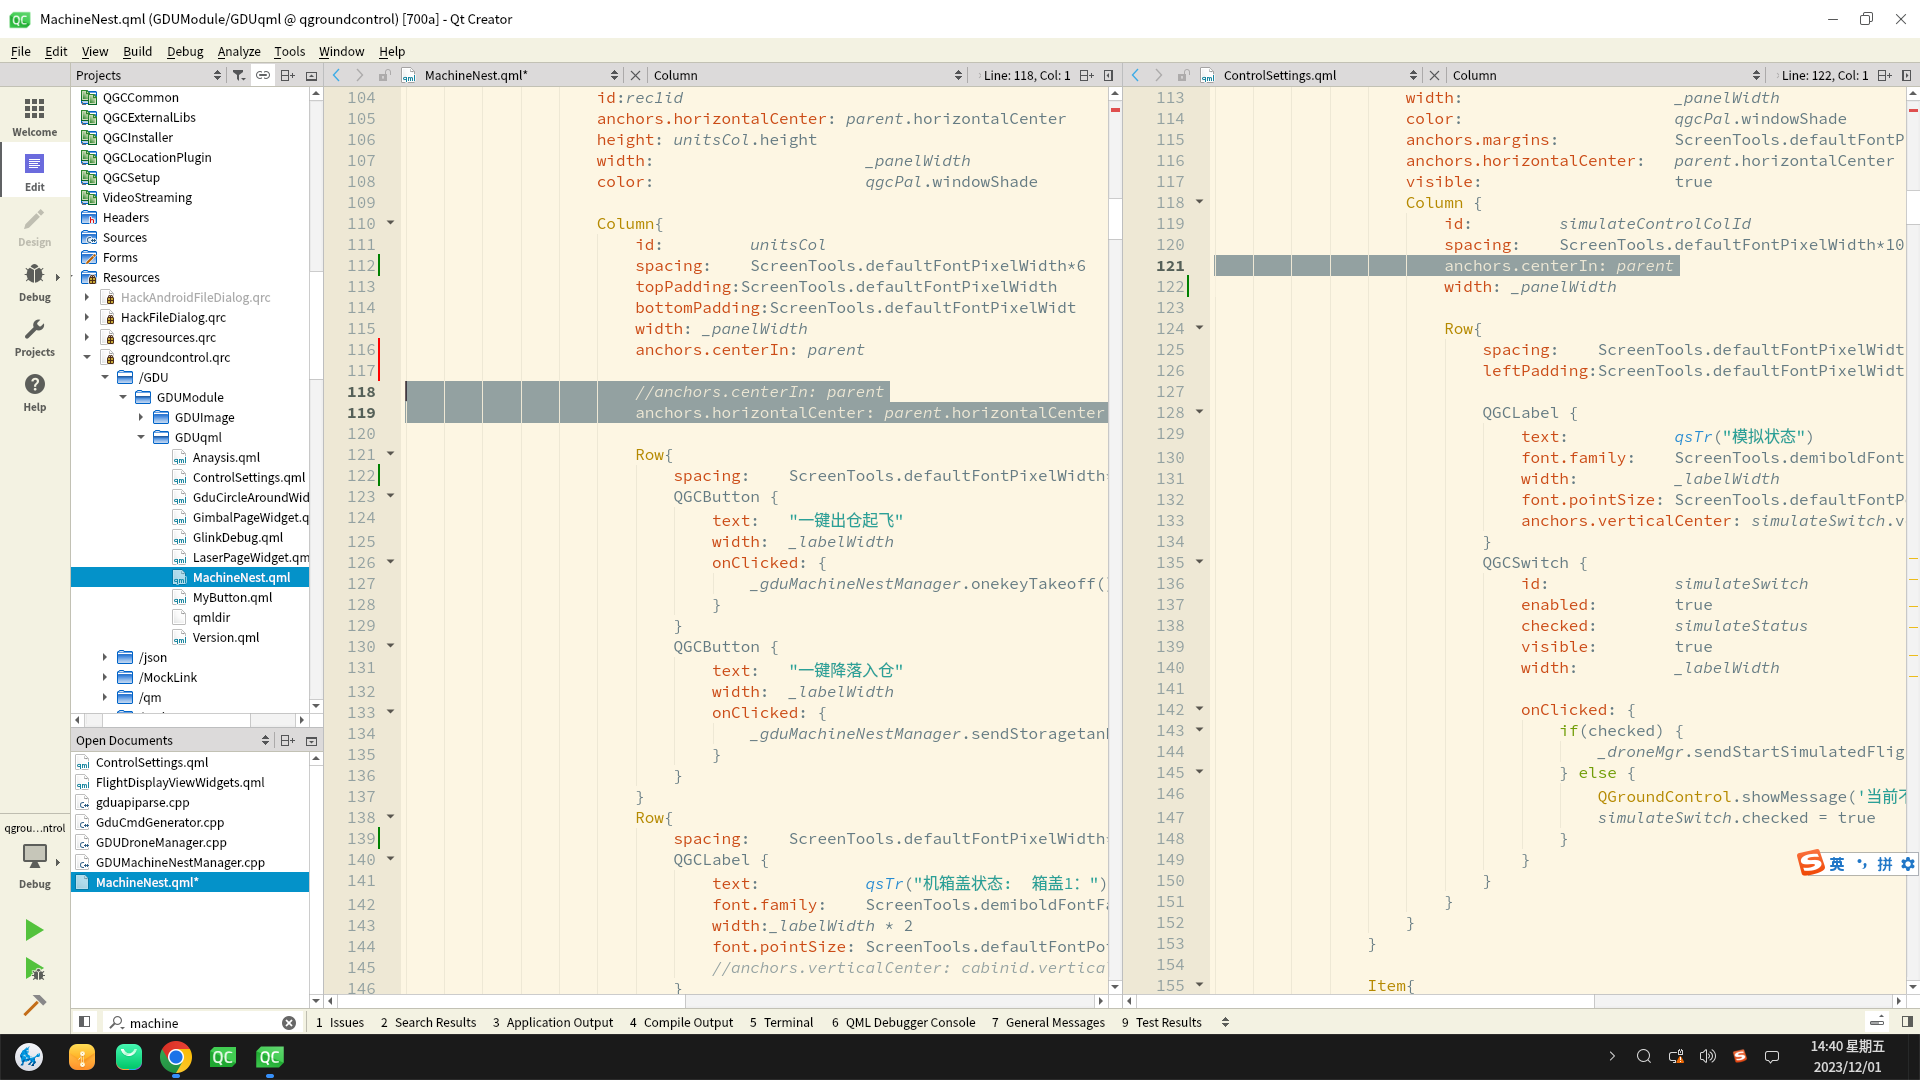 MachineNest.qml (GDUModule/GDUqml @ qgroundcontrol) [700a] - Qt Creator
File Edit View Build Debug Analyze Tools Window Help
Projects
MachineNest.qml*
Column
Line: 118, Col: 1
ControlSettings.qml
Column
Line: 122, Col: 1
Welcome
Edit
Design
Debug
Projects
Help
qgrou...ntrol
Debug
QGCCommon
QGCExternalLibs
QGCInstaller
QGCLocationPlugin
QGCSetup
VideoStreaming
Headers
Sources
Forms
Resources
HackAndroidFileDialog.qrc
HackFileDialog.qrc
qgcresources.qrc
qgroundcontrol.qrc
/GDU
GDUModule
GDUImage
GDUqml
Anaysis.qml
ControlSettings.qml
GduCircleAroundWid
GimbalPageWidget.q
GlinkDebug.qml
LaserPageWidget.qm
MachineNest.qml
MyButton.qml
qmldir
Version.qml
/json
/MockLink
/qm
Open Documents
ControlSettings.qml
FlightDisplayViewWidgets.qml
gduapiparse.cpp
GduCmdGenerator.cpp
GDUDroneManager.cpp
GDUMachineNestManager.cpp
MachineNest.qml*
104 id:rec1id
105 anchors.horizontalCenter: parent.horizontalCenter
106 height: unitsCol.height
107 width: _panelWidth
108 color: qgcPal.windowShade
109
110 Column{
111 id: unitsCol
112 spacing: ScreenTools.defaultFontPixelWidth*6
113 topPadding:ScreenTools.defaultFontPixelWidth
114 bottomPadding:ScreenTools.defaultFontPixelWidt
115 width: _panelWidth
116 anchors.centerIn: parent
117
118 //anchors.centerIn: parent
119 anchors.horizontalCenter: parent.horizontalCenter
120
121 Row{
122 spacing: ScreenTools.defaultFontPixelWidth
123 QGCButton {
124 text: "一键出仓起飞"
125 width: _labelWidth
126 onClicked: {
127 _gduMachineNestManager.onekeyTakeoff()
128 }
129 }
130 QGCButton {
131 text: "一键降落入仓"
132 width: _labelWidth
133 onClicked: {
134 _gduMachineNestManager.sendStoragetan
135 }
136 }
137 }
138 Row{
139 spacing: ScreenTools.defaultFontPixelWidth
140 QGCLabel {
141 text: qsTr("机箱盖状态: 箱盖1：")
142 font.family: ScreenTools.demiboldFontFa
143 width:_labelWidth * 2
144 font.pointSize: ScreenTools.defaultFontPo
145 //anchors.verticalCenter: cabinid.vertica
146 }
113 width: _panelWidth
114 color: qgcPal.windowShade
115 anchors.margins: ScreenTools.defaultFontP
116 anchors.horizontalCenter: parent.horizontalCenter
117 visible: true
118 Column {
119 id: simulateControlColId
120 spacing: ScreenTools.defaultFontPixelWidth*10
121 anchors.centerIn: parent
122 width: _panelWidth
123
124 Row{
125 spacing: ScreenTools.defaultFontPixelWidt
126 leftPadding:ScreenTools.defaultFontPixelWidt
127
128 QGCLabel {
129 text: qsTr("模拟状态")
130 font.family: ScreenTools.demiboldFont
131 width: _labelWidth
132 font.pointSize: ScreenTools.defaultFontP
133 anchors.verticalCenter: simulateSwitch.v
134 }
135 QGCSwitch {
136 id: simulateSwitch
137 enabled: true
138 checked: simulateStatus
139 visible: true
140 width: _labelWidth
141
142 onClicked: {
143 if(checked) {
144 _droneMgr.sendStartSimulatedFlig
145 } else {
146 QGroundControl.showMessage('当前不
147 simulateSwitch.checked = true
148 }
149 }
150 }
151 }
152 }
153 }
154
155 Item{
英 拼
machine
1 Issues 2 Search Results 3 Application Output 4 Compile Output 5 Terminal 6 QML Debugger Console 7 General Messages 9 Test Results
14:40 星期五
2023/12/01